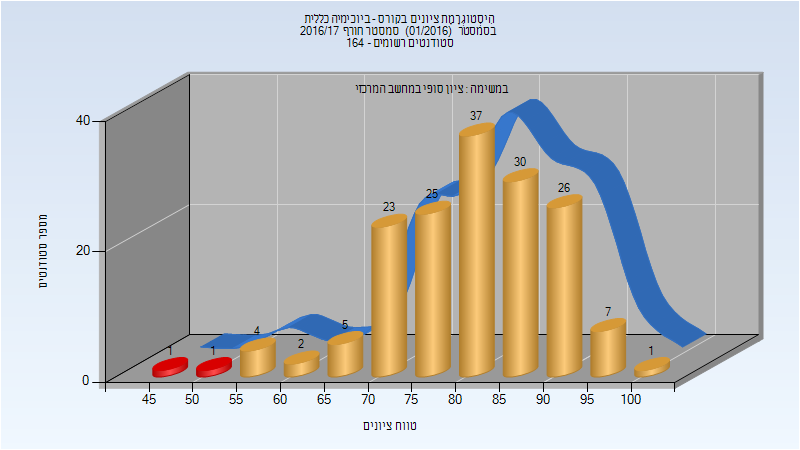 היסטוגרמת ציונים בקורס - ביוכימיה כללית
בסמסטר (01/2016) סמסטר חורף 2016/17
סטודנטים רשומים - 164
במשימה : ציון סופי במחשב המרכזי
40
20
0
מספר סטודנטים
1
1
4
2
5
23
25
37
30
26
7
1
45 50 55 60 65 70 75 80 85 90 95 100
טווח ציונים